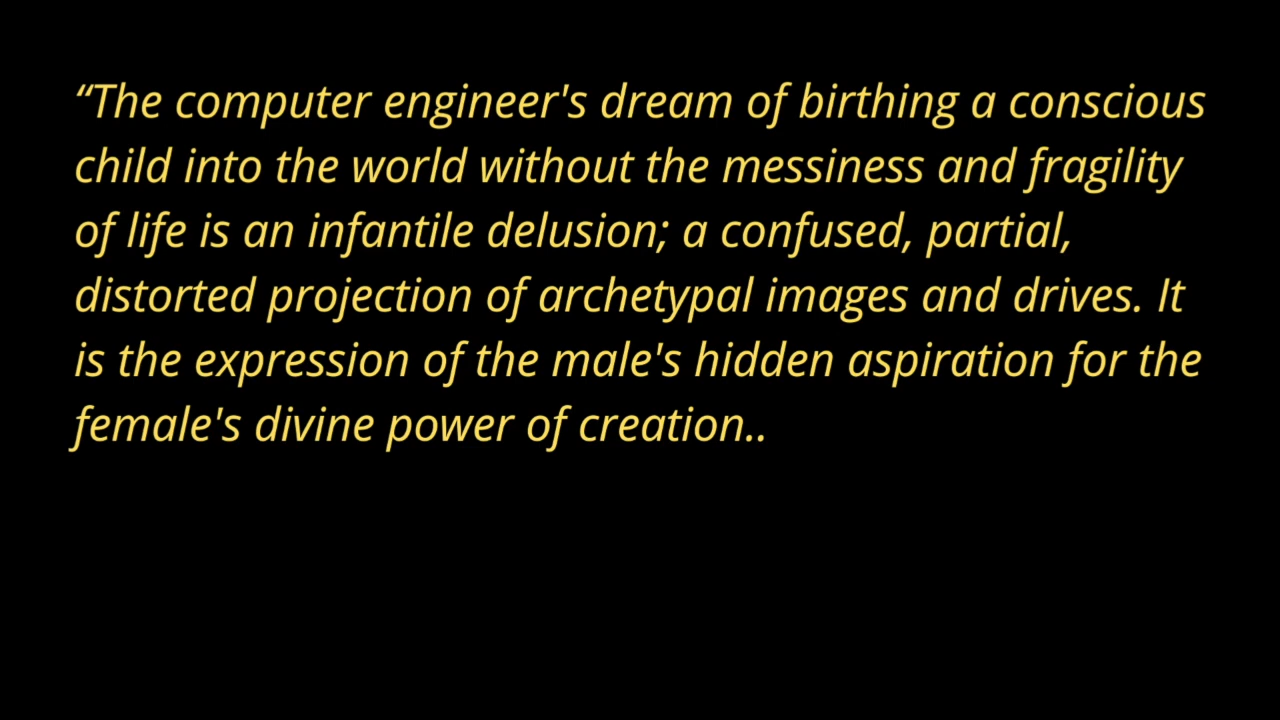 “The computer engineer's dream of birthing a conscious
child into the world without the messiness and fragility
of life is an infantile delusion; a confused, partial,
distorted projection of archetypal images and drives. It
is the expression of the male's hidden aspiration for the
female's divine power of creation..